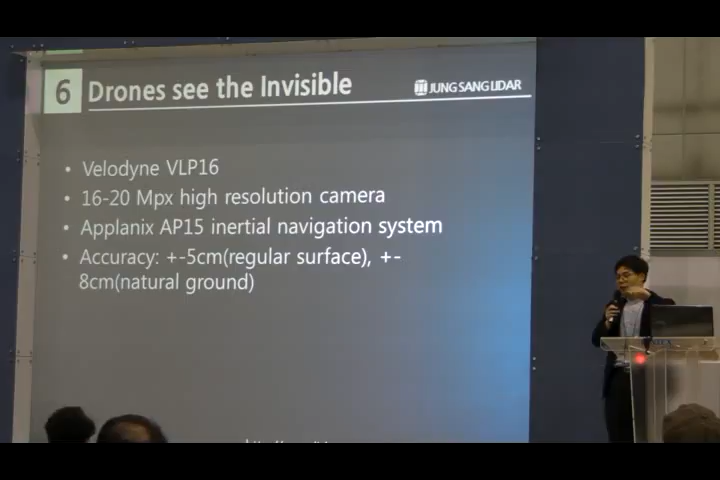 6 Drones see the Invisible
JUNG SANG LIDAR
• Velodyne VLP16
• 16-20 Mpx high resolution camera
• Applanix AP15 inertial navigation system
• Accuracy: +-5cm(regular surface), +-
8cm(natural ground)